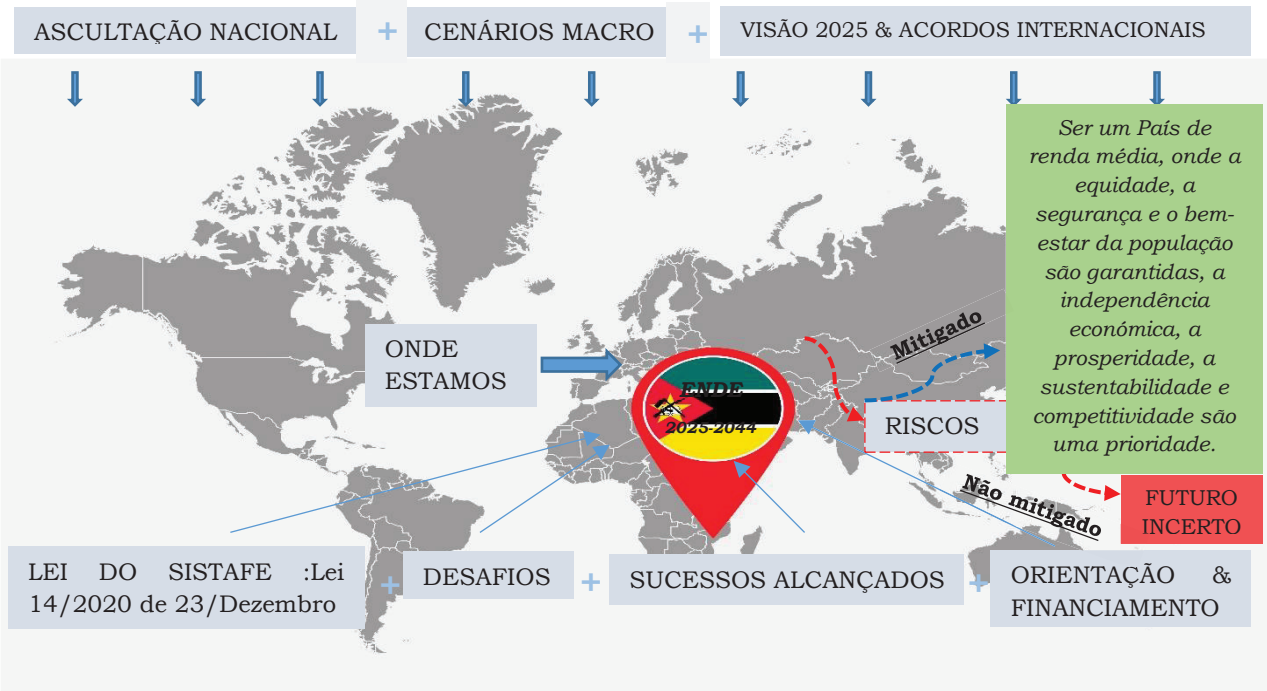 ASCULTAÇÃO NACIONAL + CENÁRIOS MACRO + VISÃO 2025 & ACORDOS INTERNACIONAIS
Ser um País de
renda média, onde a
equidade, a
segurança e o bem-
estar da população
são garantidas, a
independência
económica, a
prosperidade, a
sustentabilidade e
competitividade são
uma prioridade.
Mitigado
ONDE
ESTAMOS
ENDE
2025-2044
RISCOS
Não mitigado
FUTURO
INCERTO
LEI DO SISTAFE :Lei
14/2020 de 23/Dezembro
+
DESAFIOS
+
SUCESSOS ALCANÇADOS
+
ORIENTAÇÃO &
FINANCIAMENTO